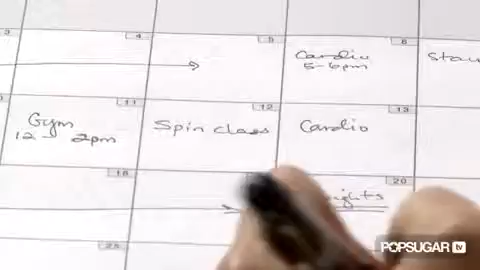 3 4 5 6
Cardio
5-6pm
11 12 13
Gym
12 - 2pm
Spin class
Cardio
18 20
25
POPSUGAR tv